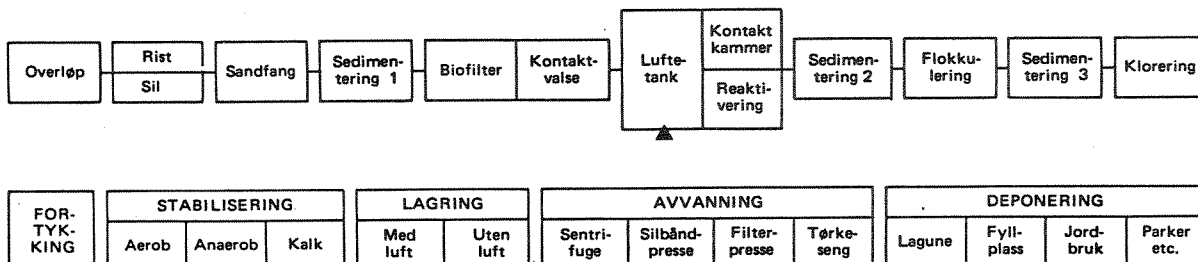 Overløp
Rist
Sil
Sandfang
Sedimen-
tering 1
Biofilter
Kontakt-
valse
Lufte-
tank
Kontakt
kammer
Reakti-
vering
Sedimen-
tering 2
Flokku-
lering
Sedimen-
tering 3
Klorering
FOR-
TYK-
KING
STABILISERING
Aerob
Anaerob
Kalk
LAGRING
Med
luft
Uten
luft
AVVANNING
Sentri-
fuge
Silbånd-
presse
Filter-
presse
Tørke-
seng
DEPONERING
Lagune
Fyll-
plass
Jord-
bruk
Parker
etc.